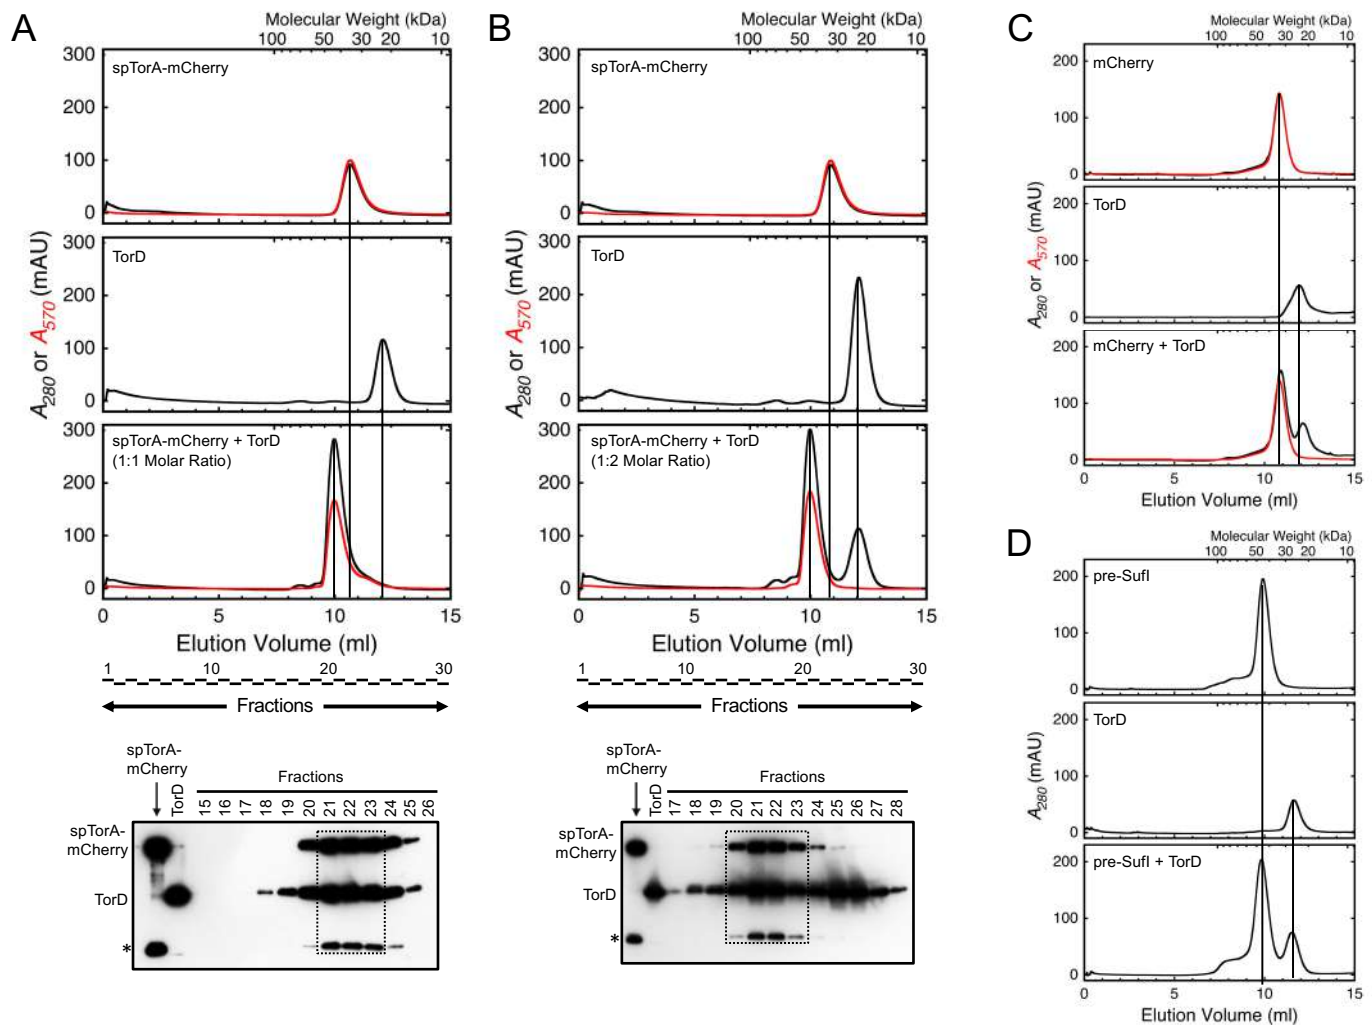 A
Molecular Weight (kDa)
100 50 30 20 10
300
200
100
0
spTorA-mCherry
300
200
100
0
TorD
A280 or A570 (mAU)
300
200
100
0
spTorA-mCherry + TorD
(1:1 Molar Ratio)
0 5 10 15
Elution Volume (ml)
1 10 20 30
Fractions
spTorA-
mCherry
TorD
Fractions
15 16 17 18 19 20 21 22 23 24 25 26
spTorA-
mCherry
TorD
*
B
Molecular Weight (kDa)
100 50 30 20 10
300
200
100
0
spTorA-mCherry
300
200
100
0
TorD
A280 or A570 (mAU)
300
200
100
0
spTorA-mCherry + TorD
(1:2 Molar Ratio)
0 5 10 15
Elution Volume (ml)
1 10 20 30
Fractions
spTorA-
mCherry
TorD
Fractions
17 18 19 20 21 22 23 24 25 26 27 28
spTorA-
mCherry
TorD
*
C
Molecular Weight (kDa)
100 50 30 20 10
200
100
0
mCherry
200
100
0
TorD
A280 or A570 (mAU)
200
100
0
mCherry + TorD
0 5 10 15
Elution Volume (ml)
D
Molecular Weight (kDa)
100 50 30 20 10
200
100
0
pre-SufI
200
100
0
TorD
A280 (mAU)
200
100
0
pre-SufI + TorD
0 5 10 15
Elution Volume (ml)